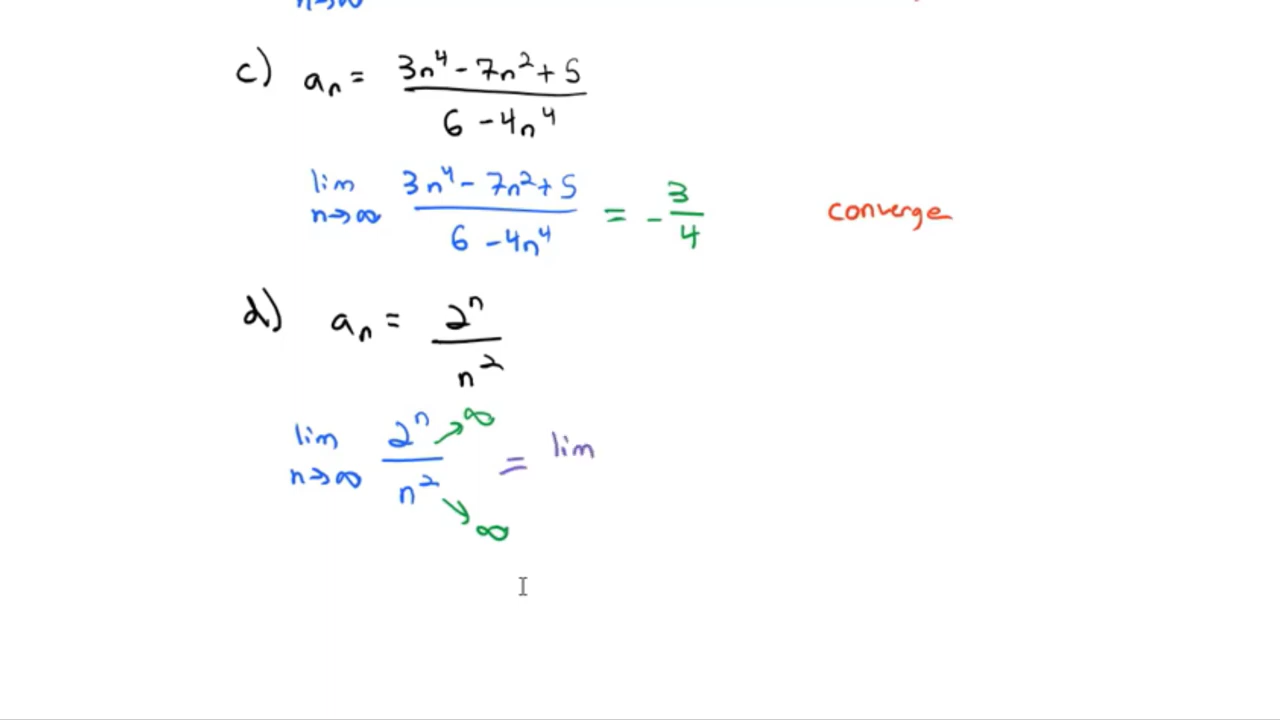 n→∞
c) aₙ = (3n⁴ - 7n² + 5)/(6 - 4n⁴)
lim n→∞ (3n⁴ - 7n² + 5)/(6 - 4n⁴) = -3/4 converge
d) aₙ = 2ⁿ/n²
lim n→∞ 2ⁿ/n² ↗∞ ↘∞ = lim